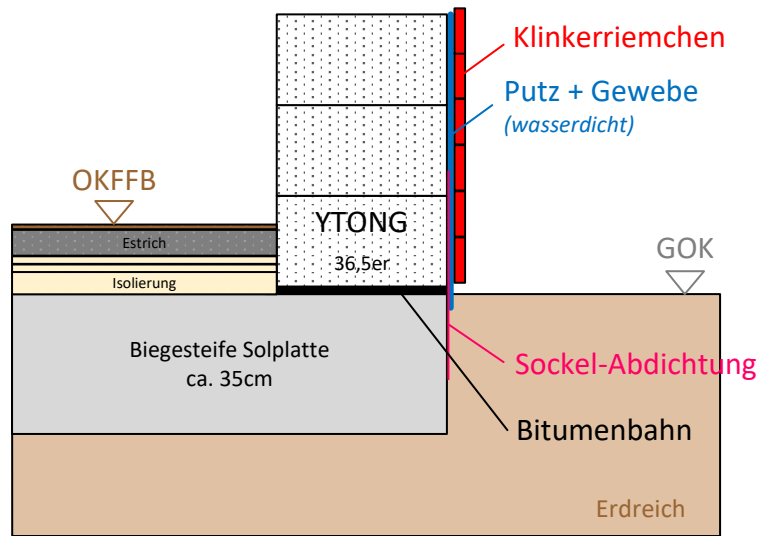 Klinkerriemchen
Putz + Gewebe
(wasserdicht)
OKFFB
Estrich
YTONG
36,5er
GOK
Isolierung
Biegesteife Solplatte
ca. 35cm
Sockel-Abdichtung
Bitumenbahn
Erdreich